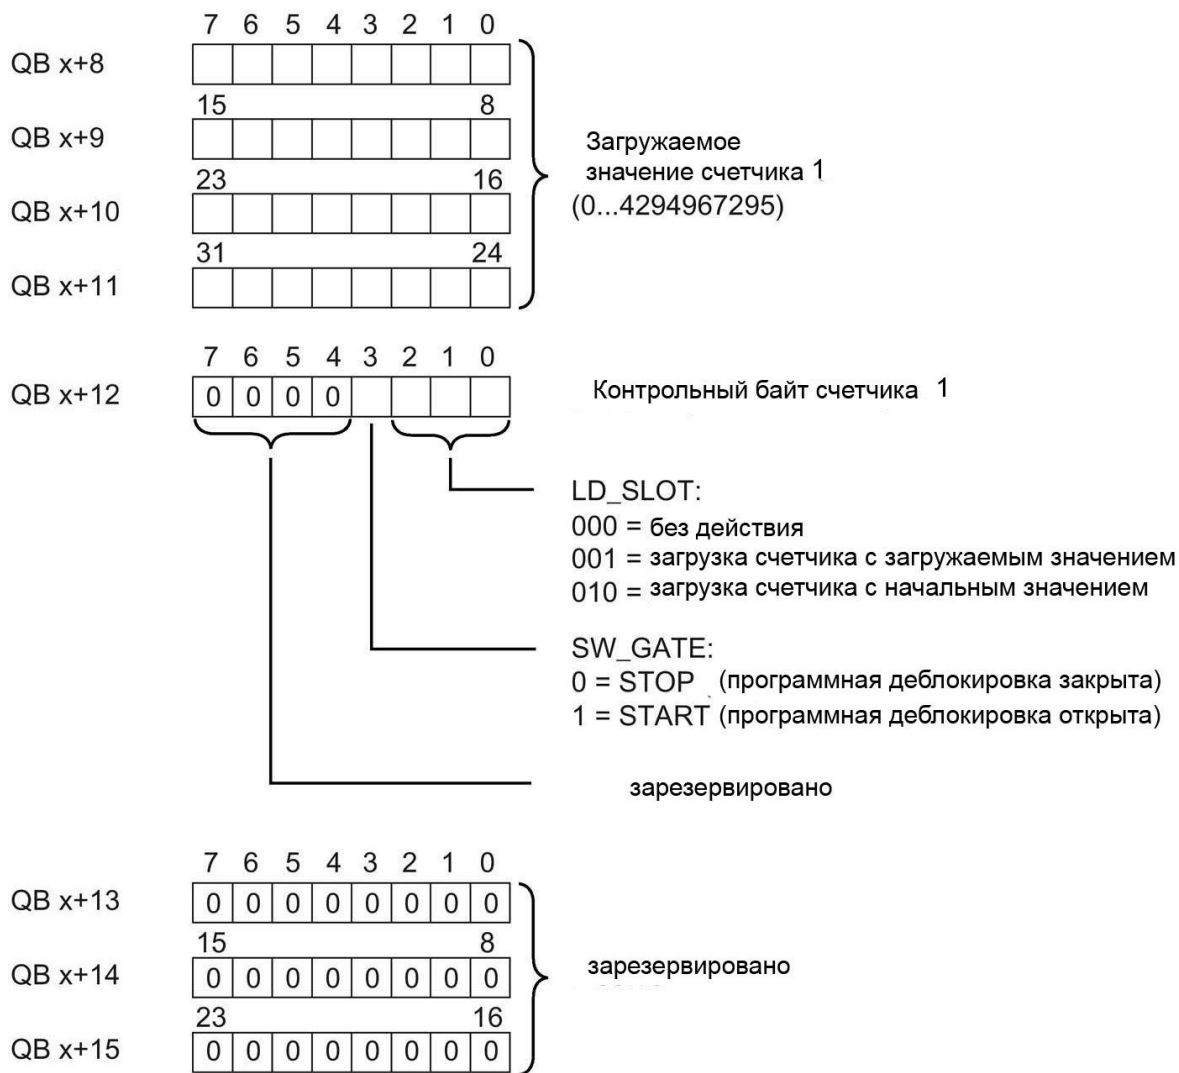 7 6 5 4 3 2 1 0
QB x+8
15 8
QB x+9
Загружаемое
значение счетчика 1
23 16
QB x+10
(0...4294967295)
31 24
QB x+11
7 6 5 4 3 2 1 0
QB x+12 0 0 0 0 Контрольный байт счетчика 1
LD_SLOT:
000 = без действия
001 = загрузка счетчика с загружаемым значением
010 = загрузка счетчика с начальным значением
SW_GATE:
0 = STOP (программная деблокировка закрыта)
1 = START (программная деблокировка открыта)
зарезервировано
7 6 5 4 3 2 1 0
QB x+13 0 0 0 0 0 0 0 0
15 8
QB x+14 0 0 0 0 0 0 0 0 зарезервировано
23 16
QB x+15 0 0 0 0 0 0 0 0